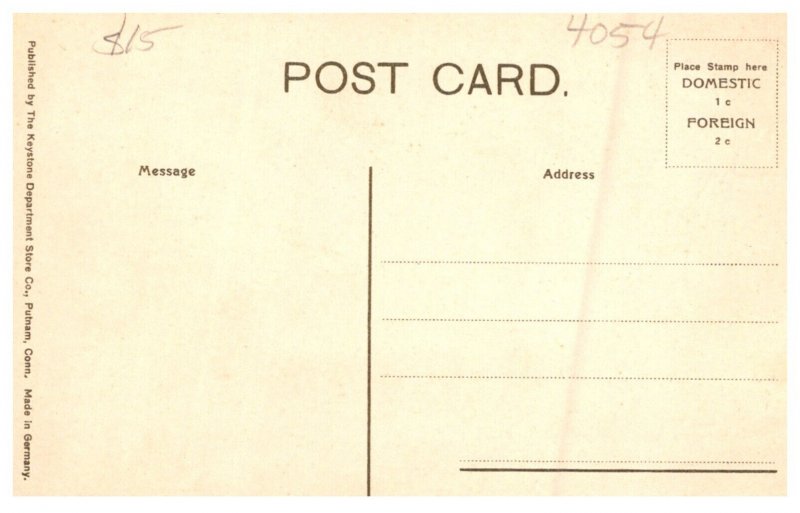 $15
4054
POST CARD.
Place Stamp here
DOMESTIC
1 c
FOREIGN
2 c
Message
Address
Published by The Keystone Department Store Co., Putnam, Conn. Made in Germany.